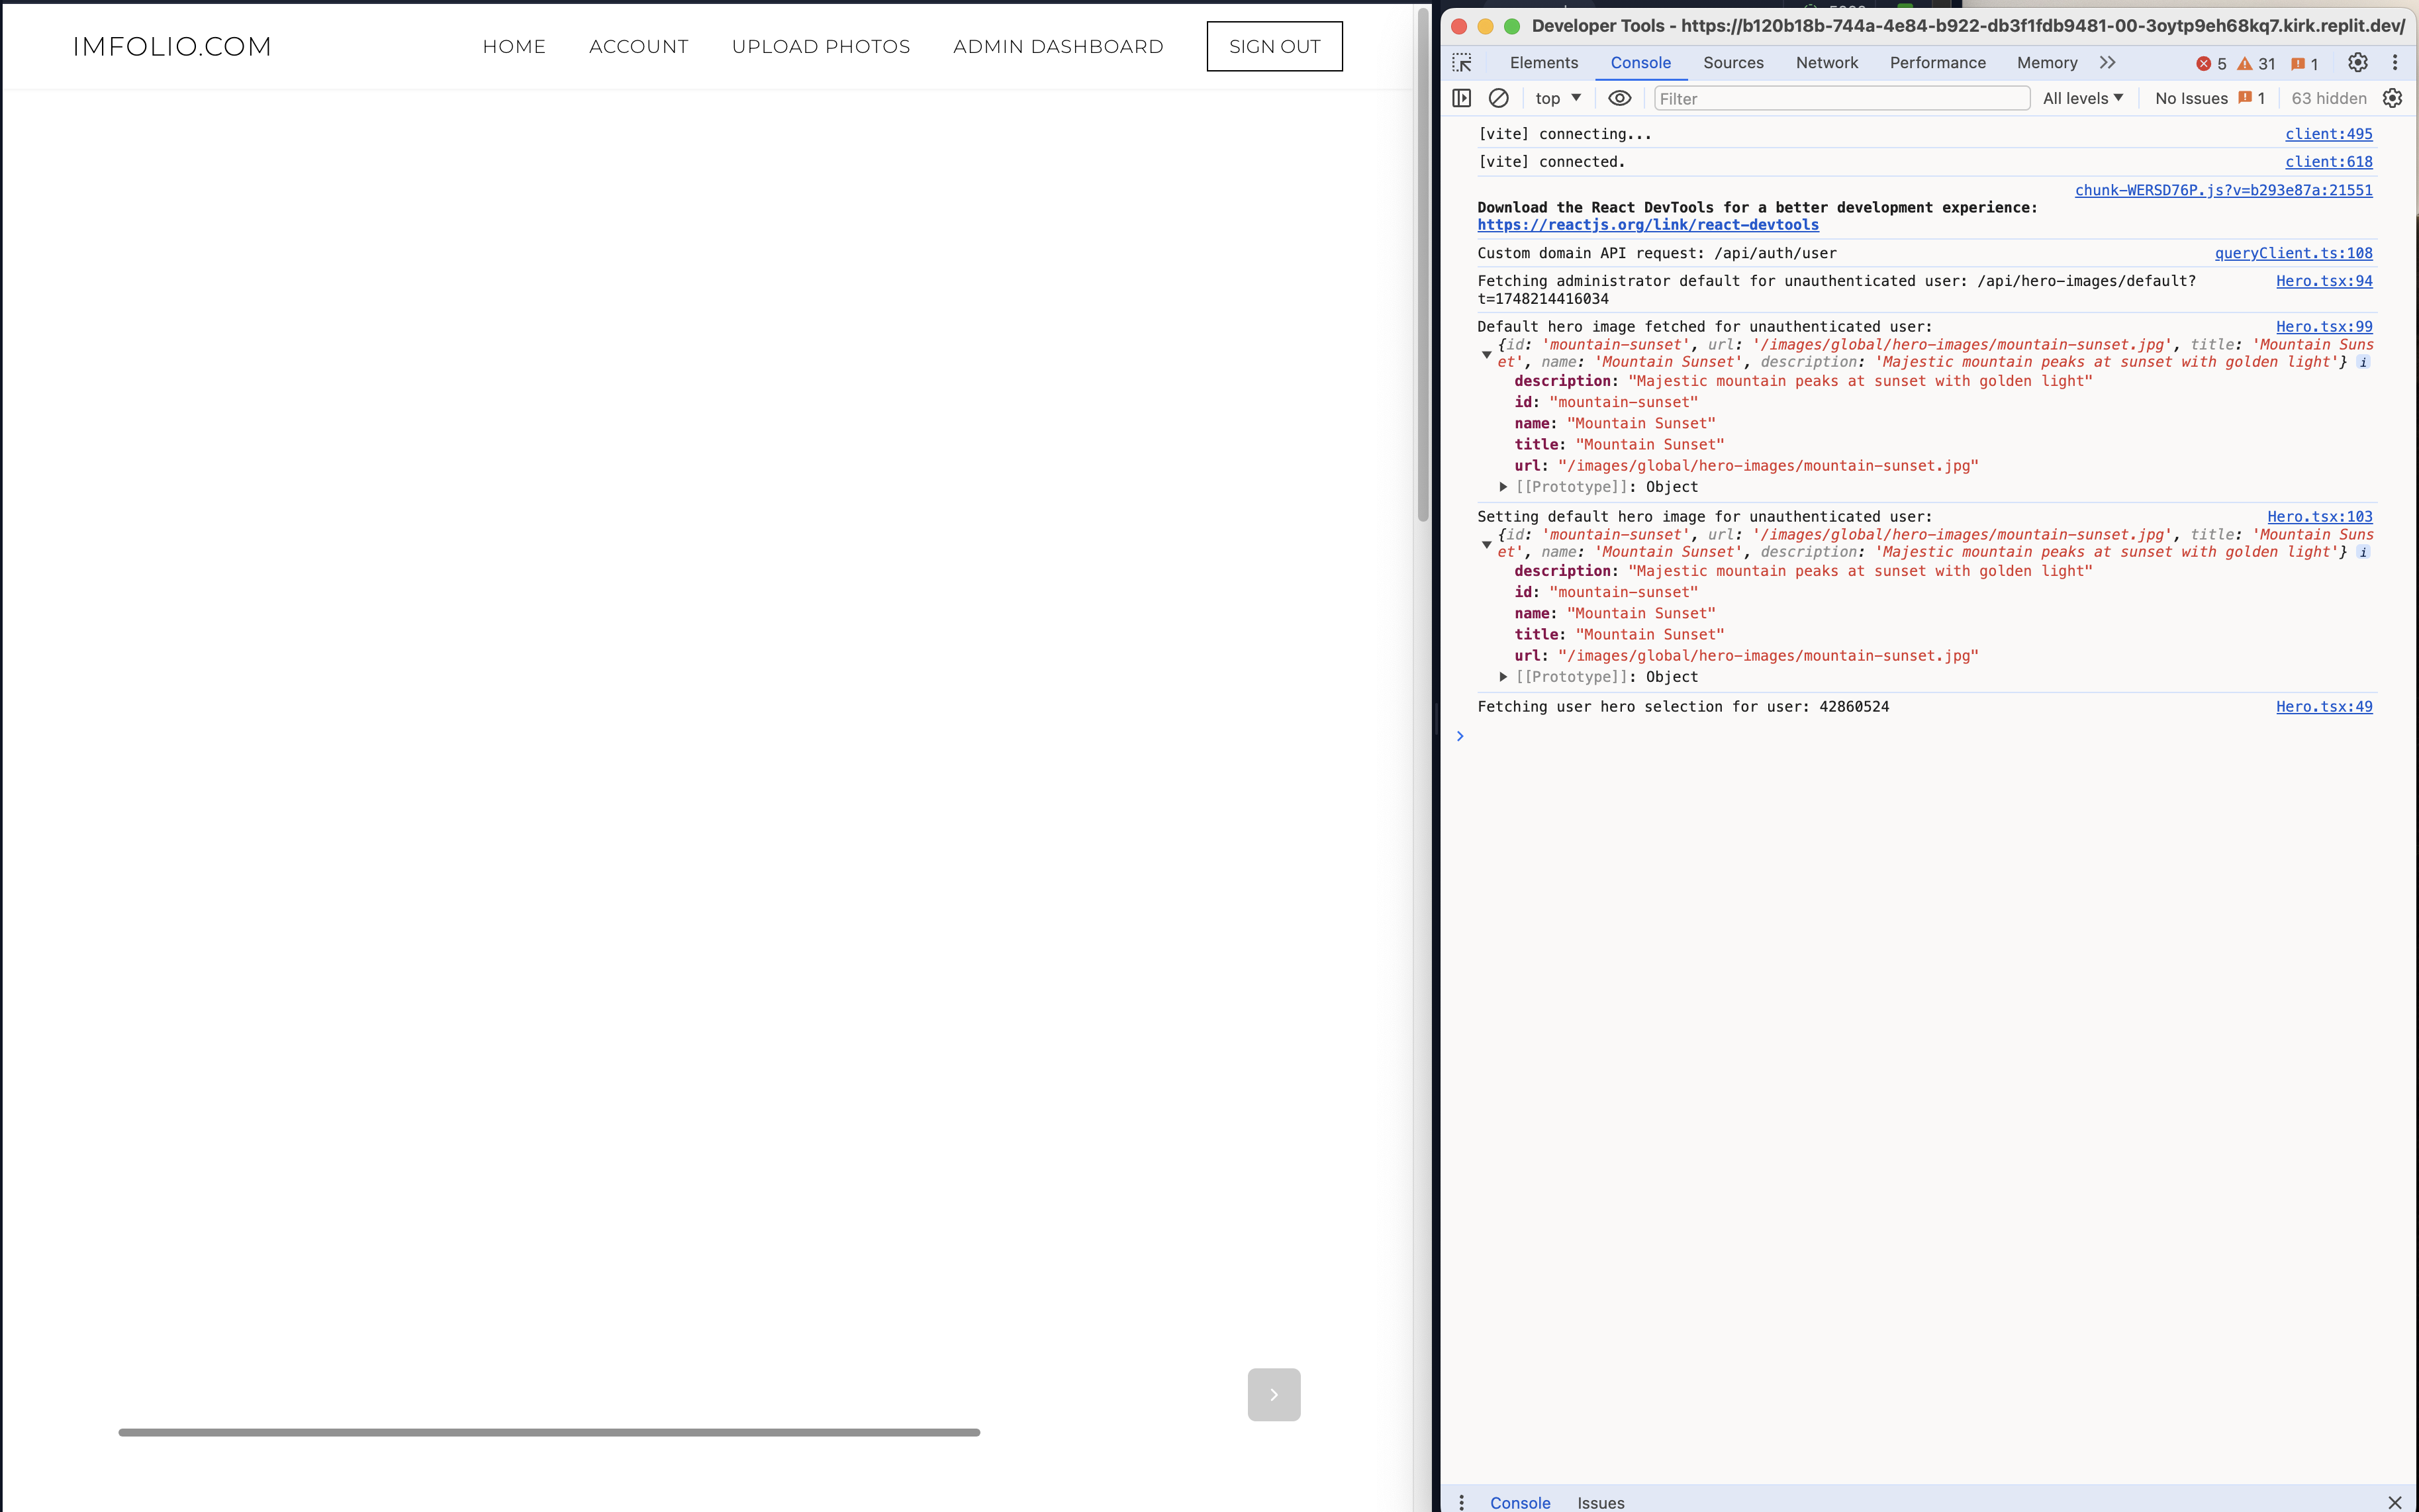 IMFOLIO.COM HOME ACCOUNT UPLOAD PHOTOS ADMIN DASHBOARD SIGN OUT
Developer Tools - https://b120b18b-744a-4e84-b922-db3f1fdb9481-00-3oytp9eh68kq7.kirk.replit.dev/
Elements Console Sources Network Performance Memory 5 31 1
top Filter All levels No Issues 1 63 hidden
[vite] connecting... client:495
[vite] connected. client:618
chunk-WERSD76P.js?v=b293e87a:21551
Download the React DevTools for a better development experience:
https://reactjs.org/link/react-devtools
Custom domain API request: /api/auth/user queryClient.ts:108
Fetching administrator default for unauthenticated user: /api/hero-images/default? Hero.tsx:94
t=1748214416034
Default hero image fetched for unauthenticated user: Hero.tsx:99
{id: 'mountain-sunset', url: '/images/global/hero-images/mountain-sunset.jpg', title: 'Mountain Suns
et', name: 'Mountain Sunset', description: 'Majestic mountain peaks at sunset with golden light'} i
description: "Majestic mountain peaks at sunset with golden light"
id: "mountain-sunset"
name: "Mountain Sunset"
title: "Mountain Sunset"
url: "/images/global/hero-images/mountain-sunset.jpg"
[[Prototype]]: Object
Setting default hero image for unauthenticated user: Hero.tsx:103
{id: 'mountain-sunset', url: '/images/global/hero-images/mountain-sunset.jpg', title: 'Mountain Suns
et', name: 'Mountain Sunset', description: 'Majestic mountain peaks at sunset with golden light'} i
description: "Majestic mountain peaks at sunset with golden light"
id: "mountain-sunset"
name: "Mountain Sunset"
title: "Mountain Sunset"
url: "/images/global/hero-images/mountain-sunset.jpg"
[[Prototype]]: Object
Fetching user hero selection for user: 42860524 Hero.tsx:49
Console Issues